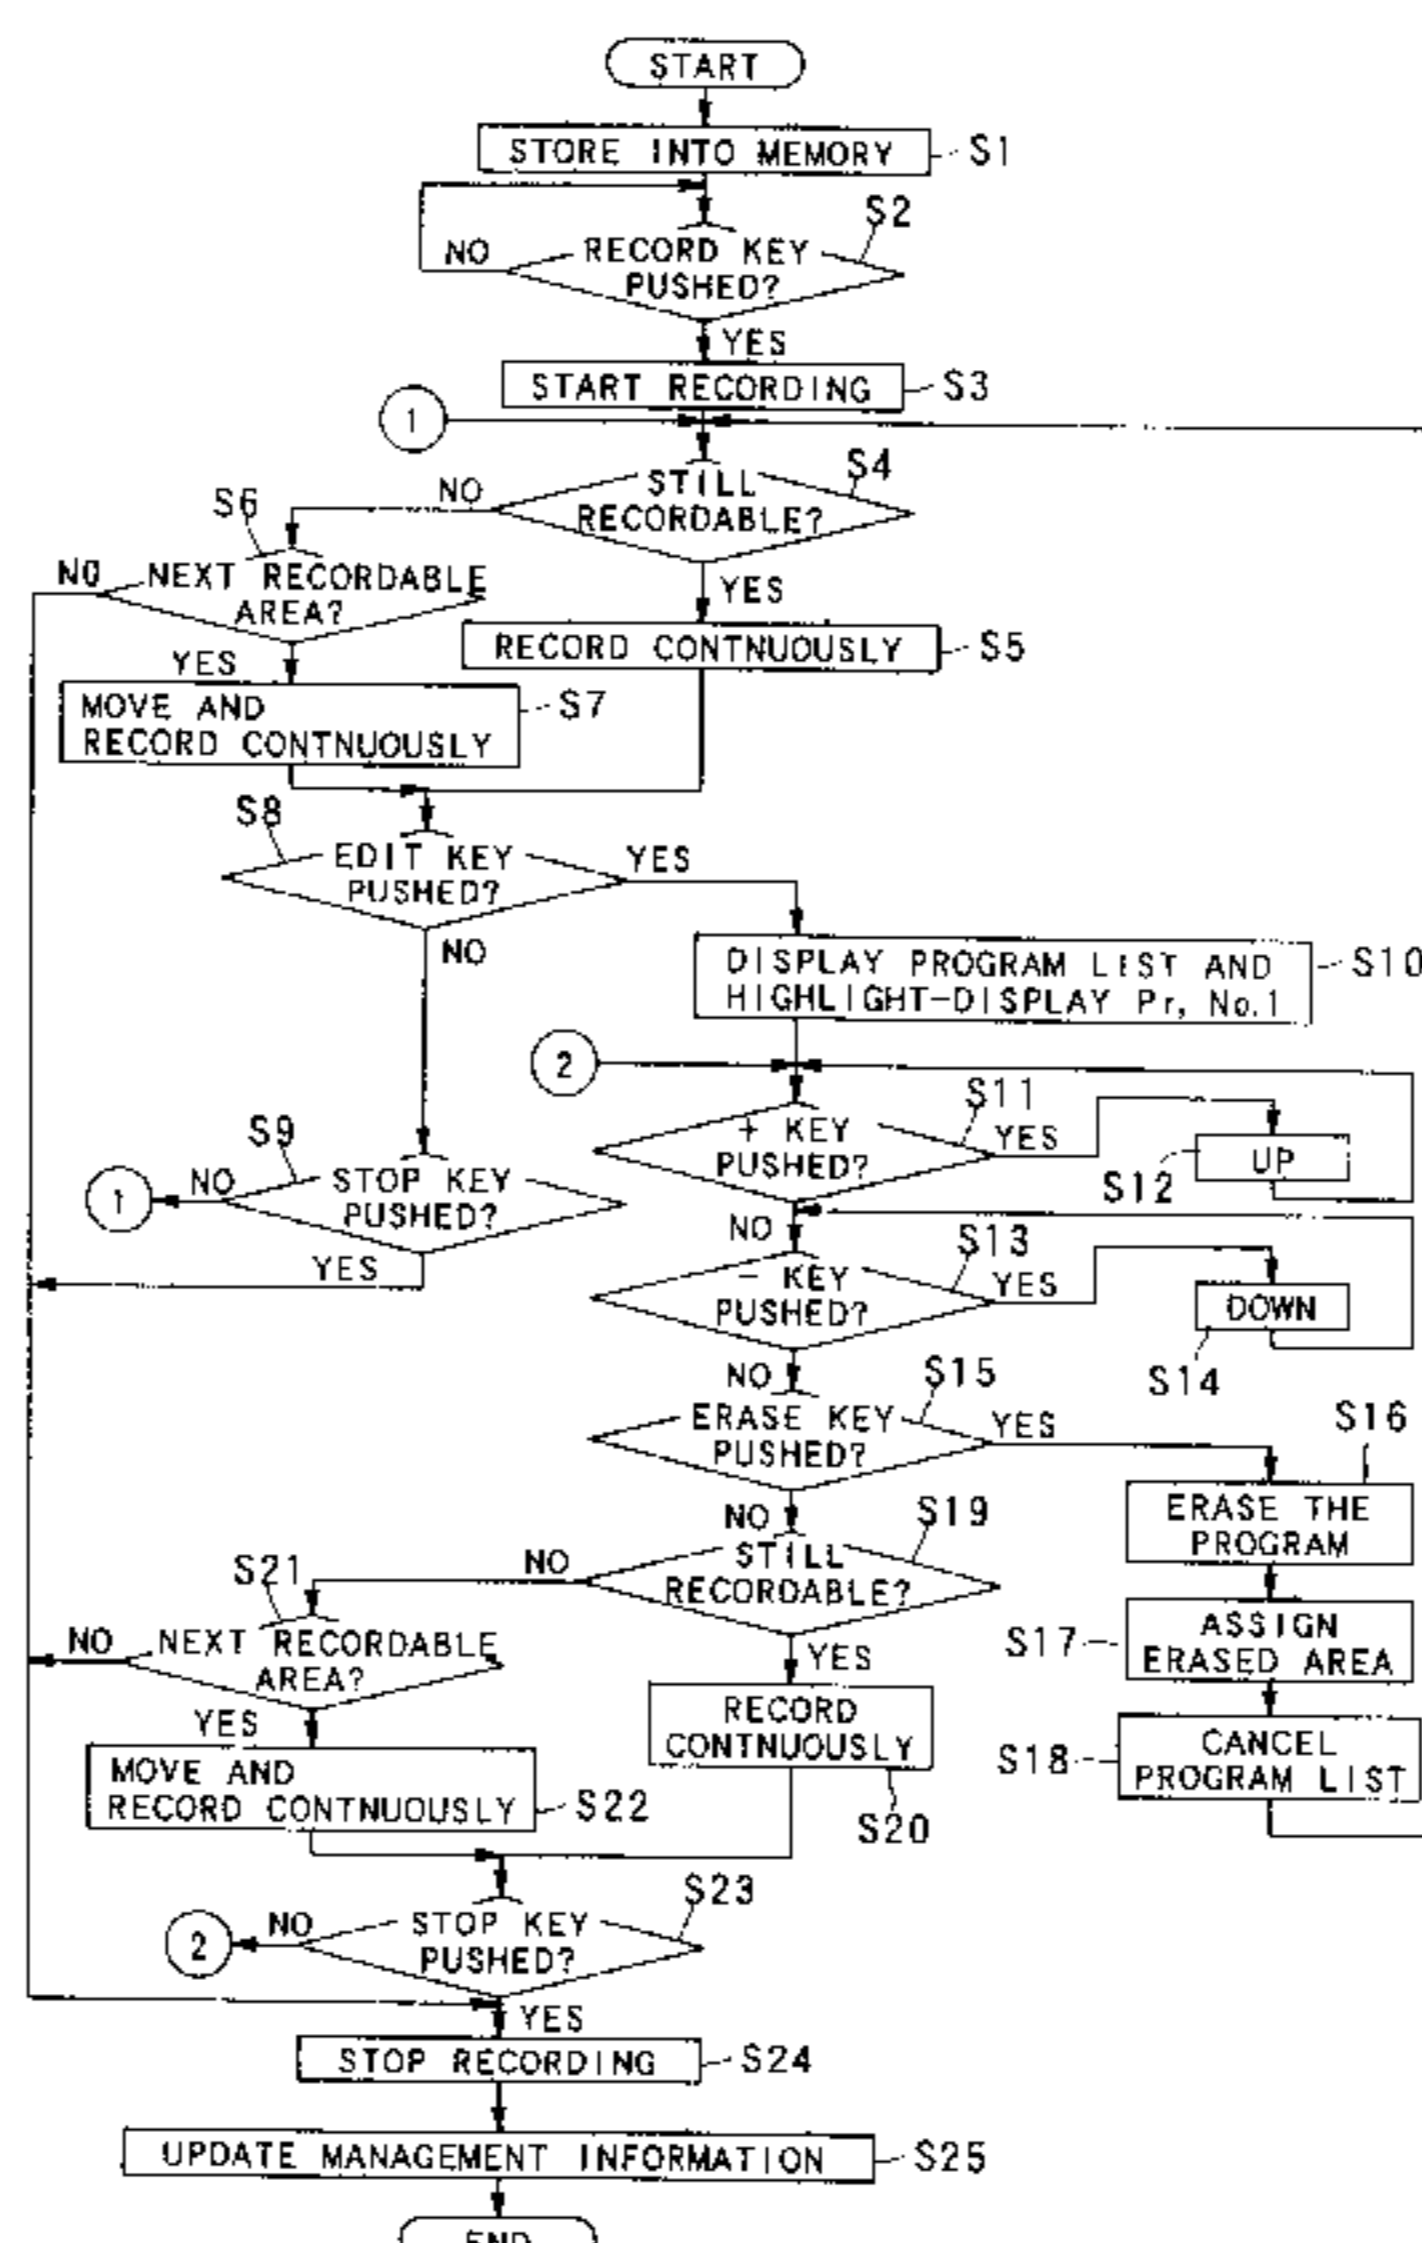 START
STORE INTO MEMORY
S1
S2
NO
RECORD KEY
PUSHED?
YES
START RECORDING
S3
1
S4
STILL
RECORDABLE?
NO
S6
NO
NEXT RECORDABLE
AREA?
YES
YES
RECORD CONTNUOUSLY
S5
MOVE AND
RECORD CONTNUOUSLY
S7
S8
EDIT KEY
PUSHED?
YES
NO
DISPLAY PROGRAM LIST AND
HIGHLIGHT-DISPLAY Pr, No.1
S10
2
S11
+ KEY
PUSHED?
YES
UP
S12
S9
NO
STOP KEY
PUSHED?
1
YES
NO
S13
- KEY
PUSHED?
YES
DOWN
S14
NO
S15
ERASE KEY
PUSHED?
YES
S16
ERASE THE
PROGRAM
NO
S19
STILL
RECORDABLE?
NO
S21
NO
NEXT RECORDABLE
AREA?
YES
YES
S17
ASSIGN
ERASED AREA
RECORD
CONTNUOUSLY
S20
S18
CANCEL
PROGRAM LIST
MOVE AND
RECORD CONTNUOUSLY
S22
S23
2
NO
STOP KEY
PUSHED?
YES
STOP RECORDING
S24
UPDATE MANAGEMENT INFORMATION
S25
END